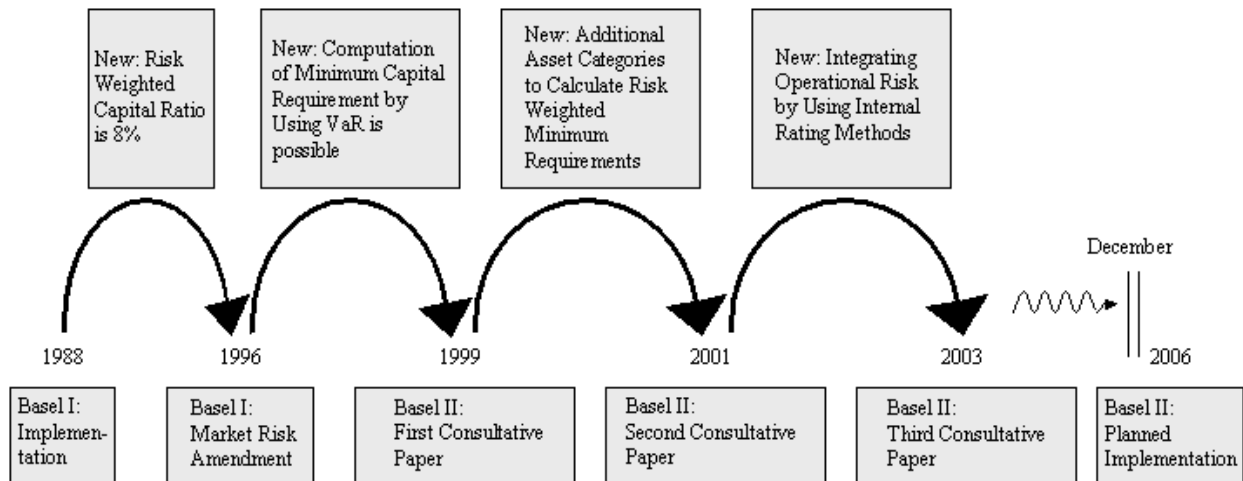 New: Risk
Weighted
Capital Ratio
is 8%
New: Computation
of Minimum Capital
Requirement by
Using VaR is
possible
New: Additional
Asset Categories
to Calculate Risk
Weighted
Minimum
Requirements
New: Integrating
Operational Risk
by Using Internal
Rating Methods
December
1988
1996
1999
2001
2003
2006
Basel I:
Implemen-
tation
Basel I:
Market Risk
Amendment
Basel II:
First Consultative
Paper
Basel II:
Second Consultative
Paper
Basel II:
Third Consultative
Paper
Basel II:
Planned
Implementation